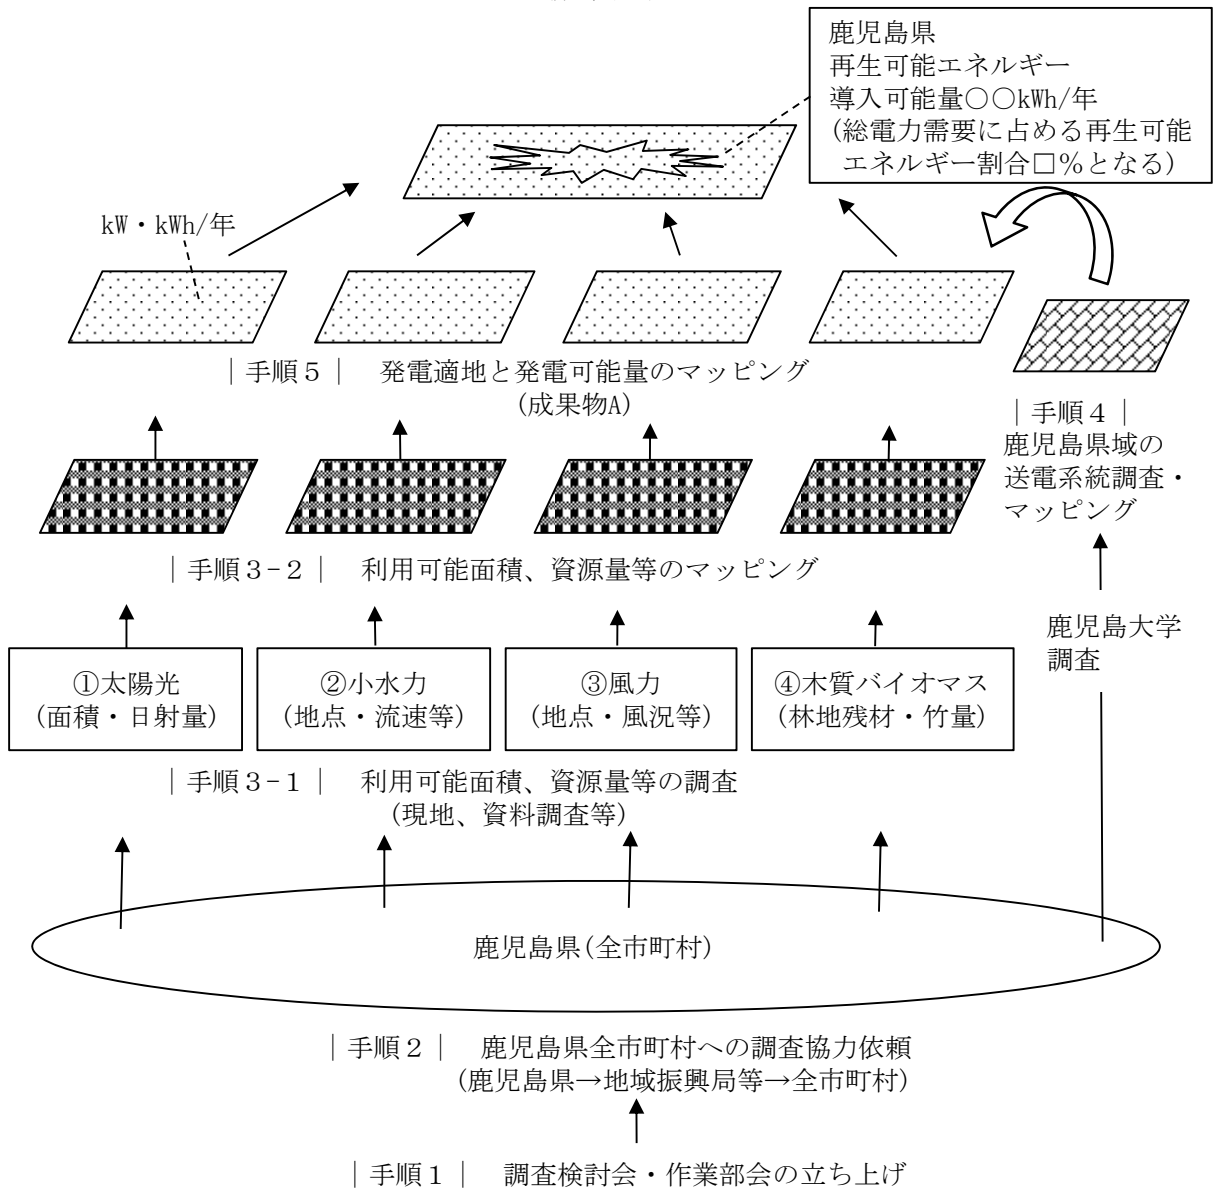 鹿児島県
再生可能エネルギー
導入可能量○○kWh/年
(総電力需要に占める再生可能
エネルギー割合□%となる)
kW・kWh/年
｜手順５｜　発電適地と発電可能量のマッピング
(成果物A)
｜手順４｜
鹿児島県域の
送電系統調査・
マッピング
｜手順３-２｜　利用可能面積、資源量等のマッピング
鹿児島大学
調査
①太陽光
(面積・日射量)
②小水力
(地点・流速等)
③風力
(地点・風況等)
④木質バイオマス
(林地残材・竹量)
｜手順３-１｜　利用可能面積、資源量等の調査
(現地、資料調査等)
鹿児島県(全市町村)
｜手順２｜　鹿児島県全市町村への調査協力依頼
(鹿児島県→地域振興局等→全市町村)
｜手順１｜　調査検討会・作業部会の立ち上げ